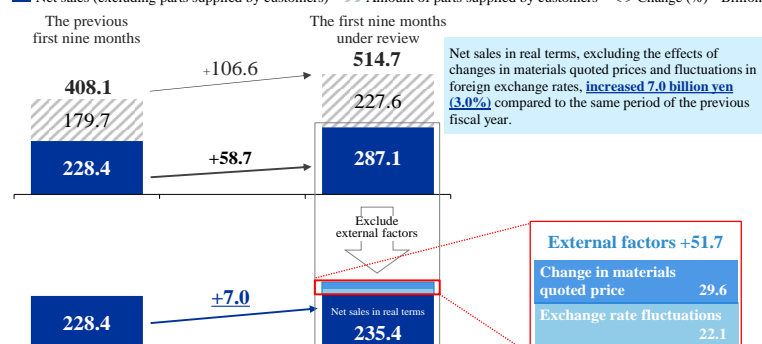 Net sales (excluding parts supplied by customers)
Amount of parts supplied by customers
Change (%)
The previous
first nine months
The first nine months
under review
408.1
+106.6
514.7
179.7
227.6
228.4
+58.7
287.1
Net sales in real terms, excluding the effects of
changes in materials quoted prices and fluctuations in
foreign exchange rates, increased 7.0 billion yen
(3.0%) compared to the same period of the previous
fiscal year.
Exclude
external factors
228.4
+7.0
Net sales in real terms
235.4
External factors +51.7
Change in materials
quoted price 29.6
Exchange rate fluctuations
22.1